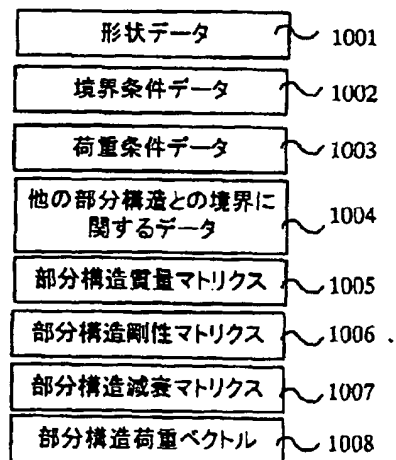 形状データ 1001
境界条件データ 1002
荷重条件データ 1003
他の部分構造との境界に
関するデータ 1004
部分構造質量マトリクス 1005
部分構造剛性マトリクス 1006
部分構造減衰マトリクス 1007
部分構造荷重ベクトル 1008